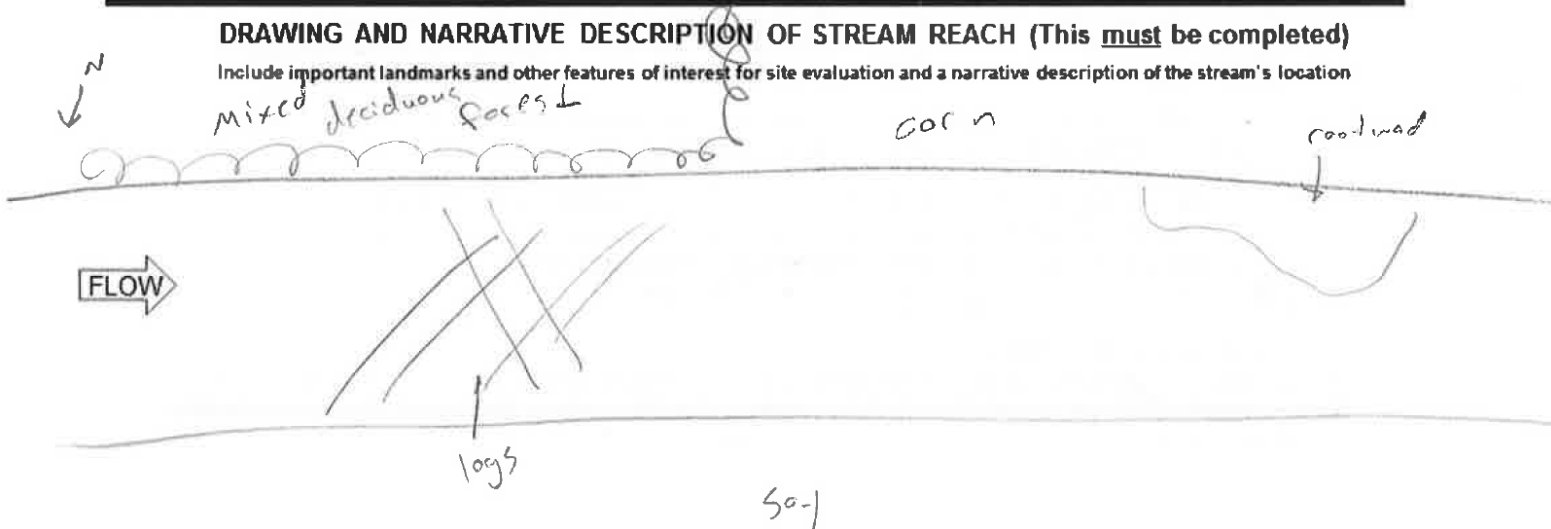 DRAWING AND NARRATIVE DESCRIPTION OF STREAM REACH (This must be completed)
Include important landmarks and other features of interest for site evaluation and a narrative description of the stream's location
N
Mixed deciduous forest
corn
rootwad
FLOW
logs
soy